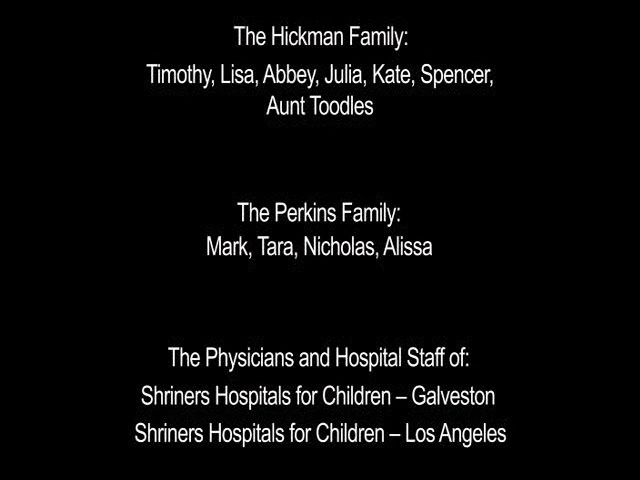 The Hickman Family:
Timothy, Lisa, Abbey, Julia, Kate, Spencer,
Aunt Toodles
The Perkins Family:
Mark, Tara, Nicholas, Alissa
The Physicians and Hospital Staff of:
Shriners Hospitals for Children – Galveston
Shriners Hospitals for Children – Los Angeles